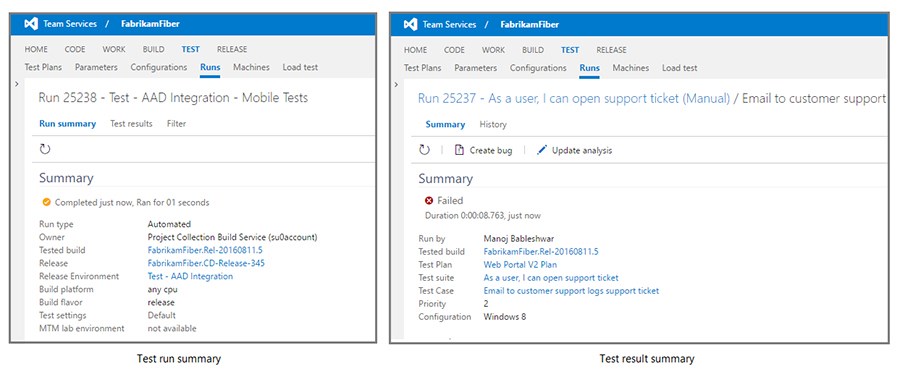 Team Services / FabrikamFiber
HOME CODE WORK BUILD TEST RELEASE
Test Plans Parameters Configurations Runs Machines Load test
Run 25238 - Test - AAD Integration - Mobile Tests
Run summary Test results Filter
Summary
Completed just now, Ran for 01 seconds
Run type Automated
Owner Project Collection Build Service (su0account)
Tested build FabrikamFiber.Rel-20160811.5
Release FabrikamFiber.CD-Release-345
Release Environment Test - AAD Integration
Build platform any cpu
Build flavor release
Test settings Default
MTM lab environment not available
Test run summary
Team Services / FabrikamFiber
HOME CODE WORK BUILD TEST RELEASE
Test Plans Parameters Configurations Runs Machines Load test
Run 25237 - As a user, I can open support ticket (Manual) / Email to customer support
Summary History
Create bug Update analysis
Summary
Failed
Duration 0:00:08.763, just now
Run by Manoj Bableshwar
Tested build FabrikamFiber.Rel-20160811.5
Test Plan Web Portal V2 Plan
Test suite As a user, I can open support ticket
Test Case Email to customer support logs support ticket
Priority 2
Configuration Windows 8
Test result summary